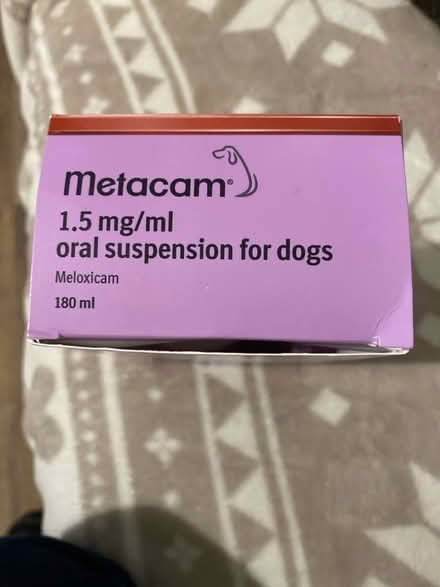 Metacam®
1.5 mg/ml
oral suspension for dogs
Meloxicam
180 ml